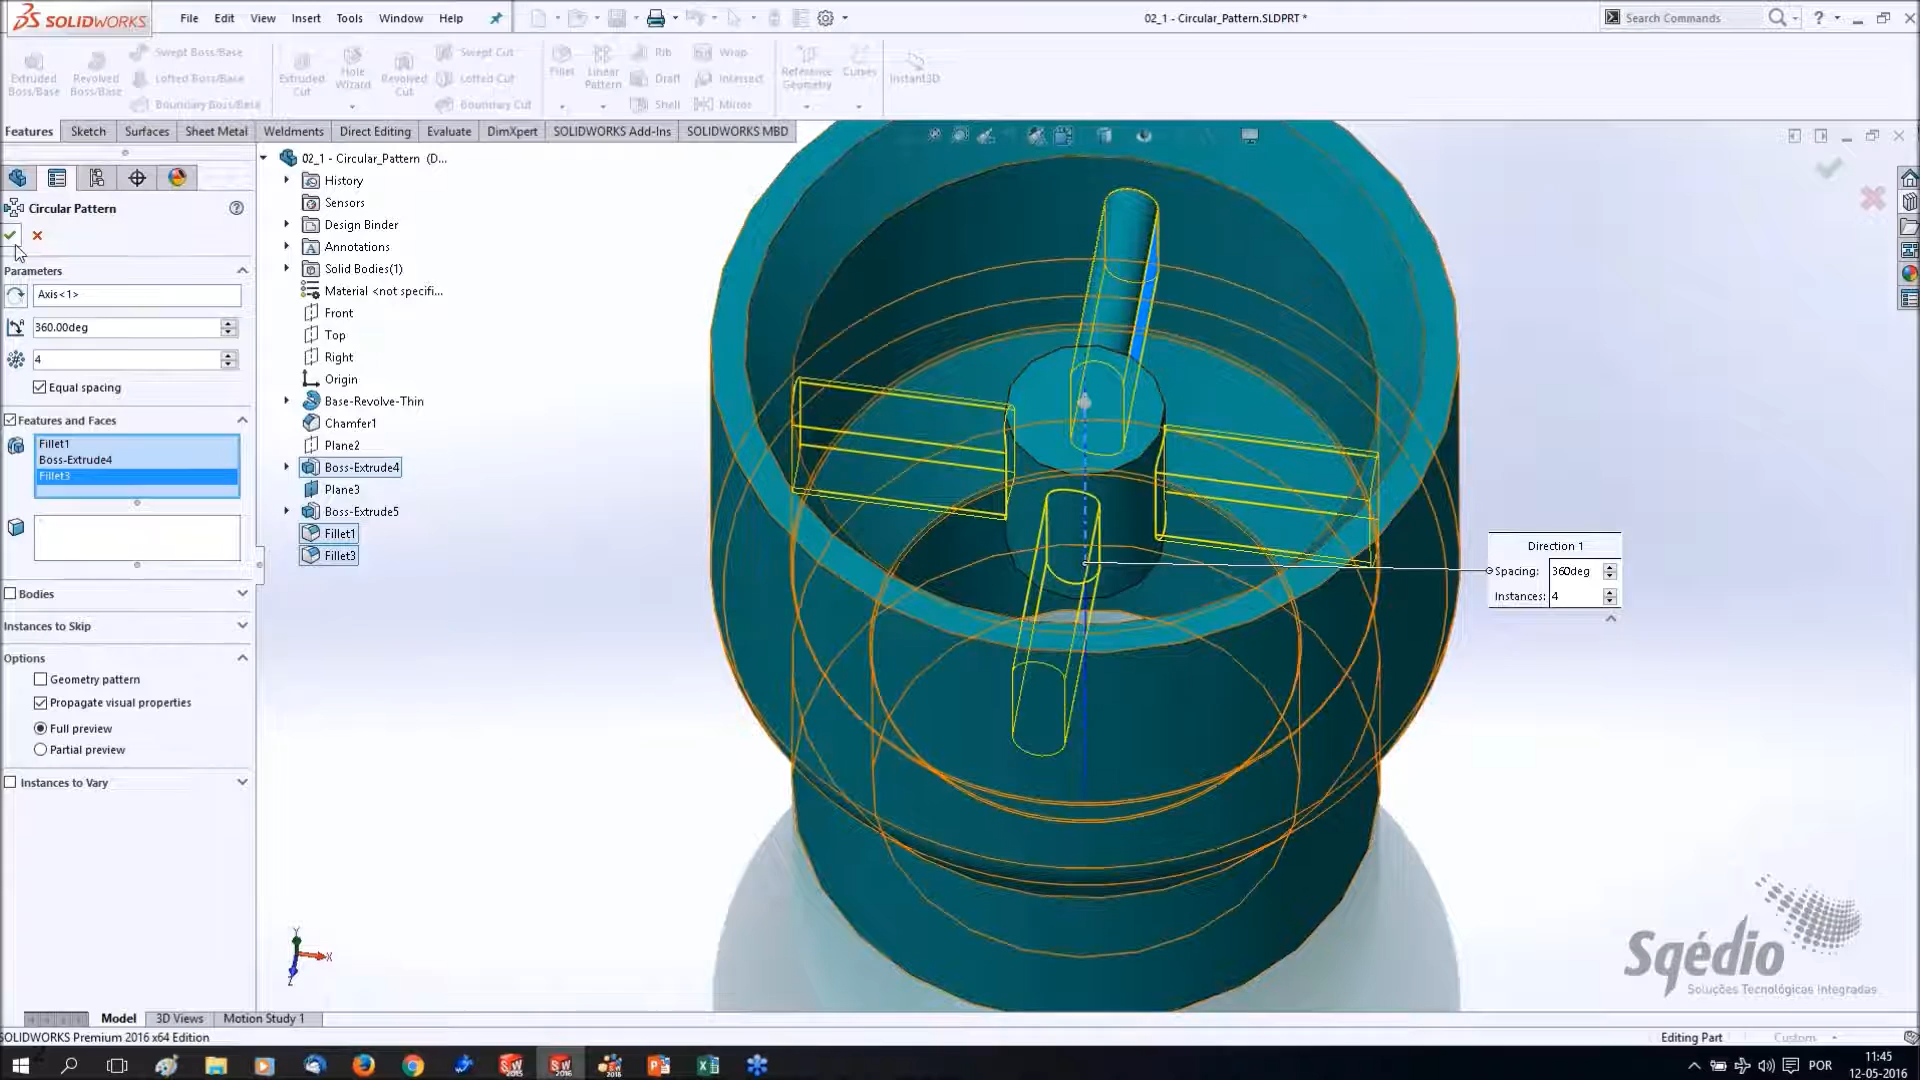 SOLIDWORKS File Edit View Insert Tools Window Help 02_1 - Circular_Pattern.SLDPRT * Search Commands ?
Extruded Boss/Base
Revolved Boss/Base
Swept Boss/Base
Lofted Boss/Base
Boundary Boss/Base
Extruded Cut
Hole Wizard
Revolved Cut
Swept Cut
Lofted Cut
Boundary Cut
Fillet
Linear Pattern
Rib
Draft
Shell
Wrap
Intersect
Mirror
Reference Geometry
Curves
Instant3D
Features Sketch Surfaces Sheet Metal Weldments Direct Editing Evaluate DimXpert SOLIDWORKS Add-Ins SOLIDWORKS MBD
Circular Pattern
Parameters
Axis<1>
360.00deg
4
Equal spacing
Features and Faces
Fillet1
Boss-Extrude4
Fillet3
Bodies
Instances to Skip
Options
Geometry pattern
Propagate visual properties
Full preview
Partial preview
Instances to Vary
02_1 - Circular_Pattern (D...
History
Sensors
Design Binder
Annotations
Solid Bodies(1)
Material <not specifi...
Front
Top
Right
Origin
Base-Revolve-Thin
Chamfer1
Plane2
Boss-Extrude4
Plane3
Boss-Extrude5
Fillet1
Fillet3
Direction 1
Spacing: 360deg
Instances: 4
Y
X
Z
Sqédio
Soluções Tecnológicas Integradas
Model 3D Views Motion Study 1
SOLIDWORKS Premium 2016 x64 Edition Editing Part Custom
POR 11:45
12-05-2016